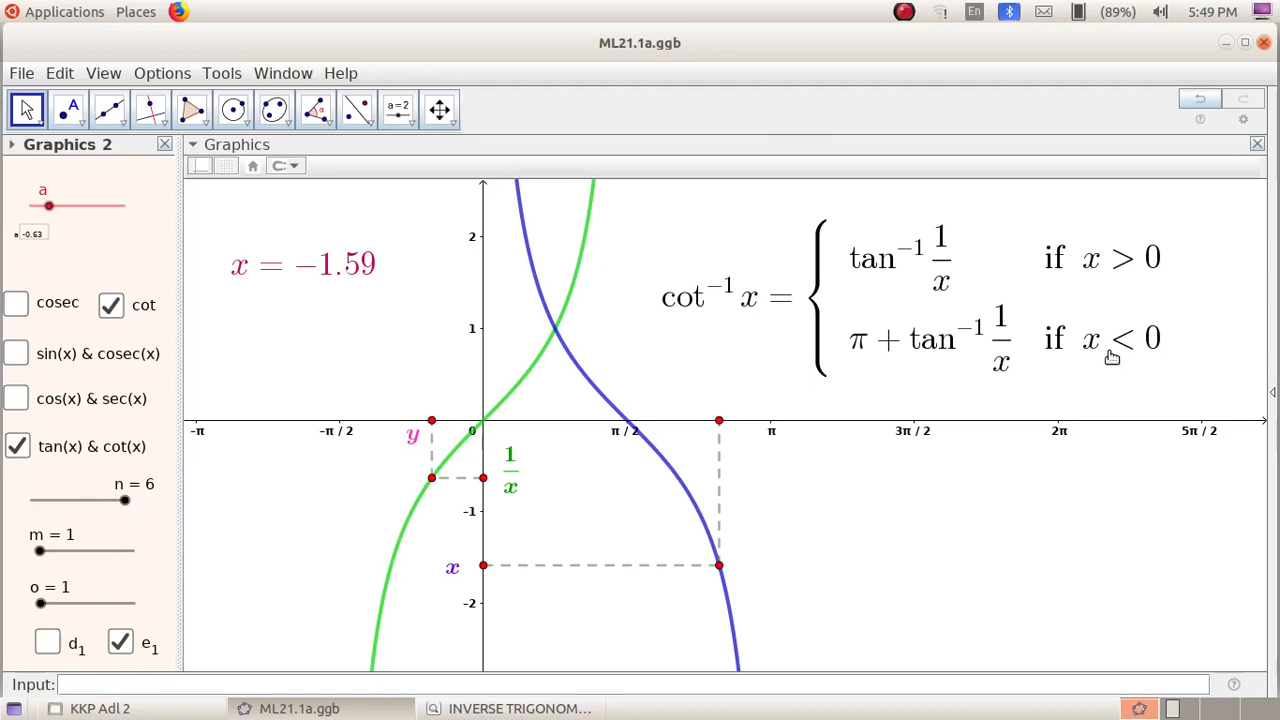 Applications Places En (89%) 5:49 PM
ML21.1a.ggb
File Edit View Options Tools Window Help
A α a=2
Graphics 2
Graphics
a
a -0.63
cosec
cot
sin(x) & cosec(x)
cos(x) & sec(x)
tan(x) & cot(x)
n = 6
m = 1
o = 1
d₁
e₁
x = −1.59
cot⁻¹ x = { tan⁻¹ 1/x if x > 0
π + tan⁻¹ 1/x if x < 0
2
1
-π -π / 2 0 π / 2 π 3π / 2 2π 5π / 2
y
1/x
-1
x
-2
Input:
KKP Adl 2
ML21.1a.ggb
INVERSE TRIGONOM...